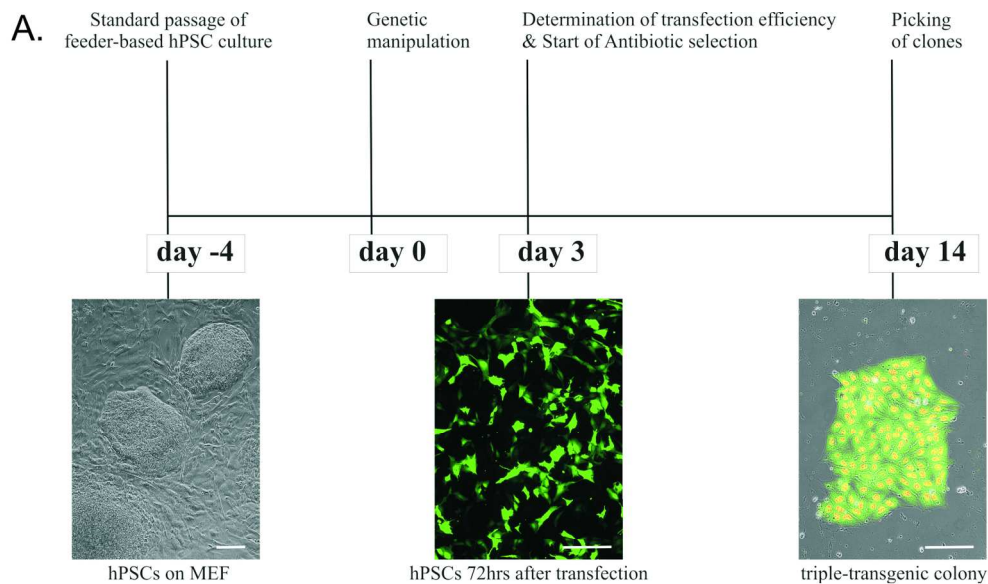 A.
Standard passage of
feeder-based hPSC culture
Genetic
manipulation
Determination of transfection efficiency
& Start of Antibiotic selection
Picking
of clones
day -4
day 0
day 3
day 14
hPSCs on MEF
hPSCs 72hrs after transfection
triple-transgenic colony